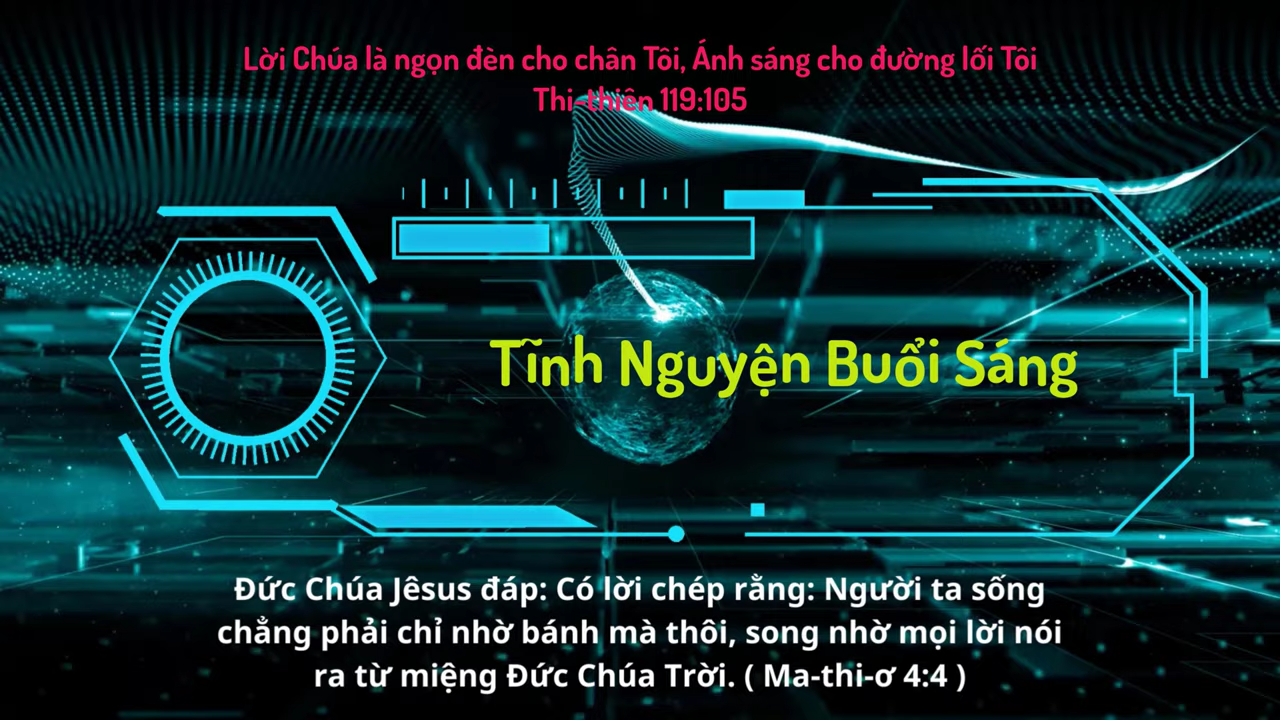 Lời Chúa là ngọn đèn cho chân Tôi, Ánh sáng cho đường lối Tôi
Thi-thiên 119:105
Tĩnh Nguyện Buổi Sáng
Đức Chúa Jêsus đáp: Có lời chép rằng: Người ta sống
chẳng phải chỉ nhờ bánh mà thôi, song nhờ mọi lời nói
ra từ miệng Đức Chúa Trời. ( Ma-thi-ơ 4:4 )